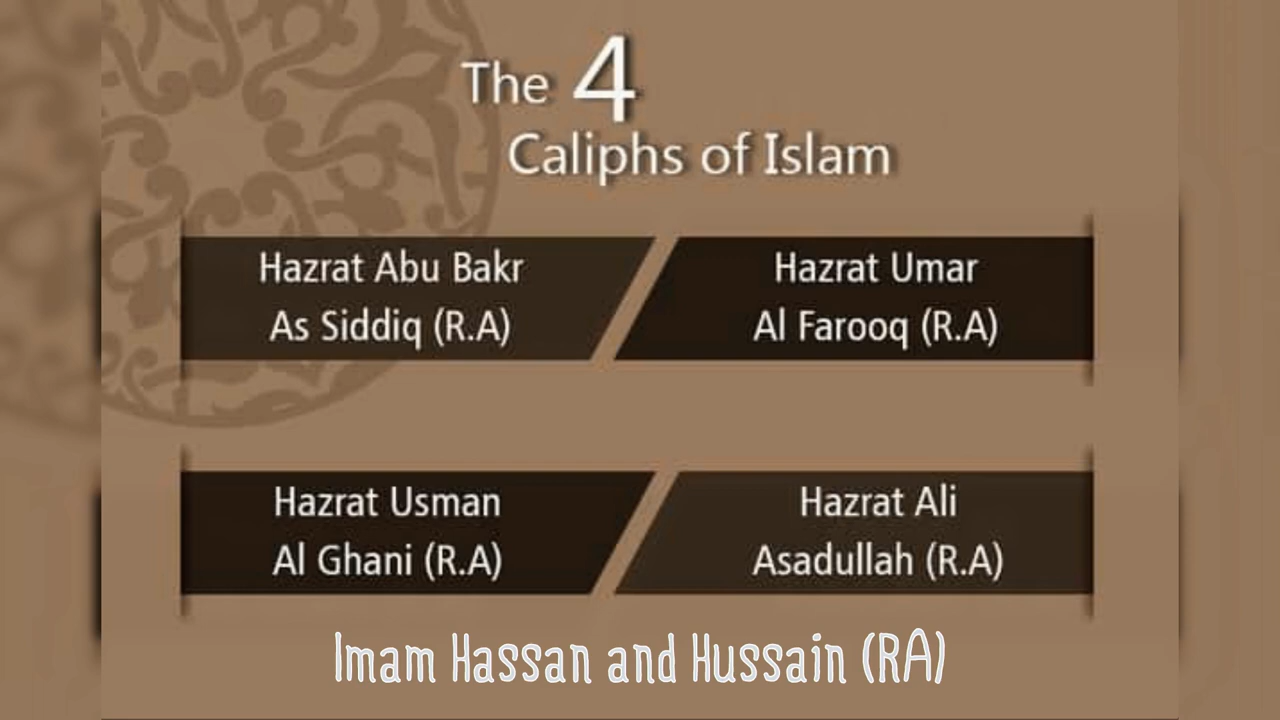 The 4
Caliphs of Islam
Hazrat Abu Bakr
As Siddiq (R.A)
Hazrat Umar
Al Farooq (R.A)
Hazrat Usman
Al Ghani (R.A)
Hazrat Ali
Asadullah (R.A)
Imam Hassan and Hussain (RA)